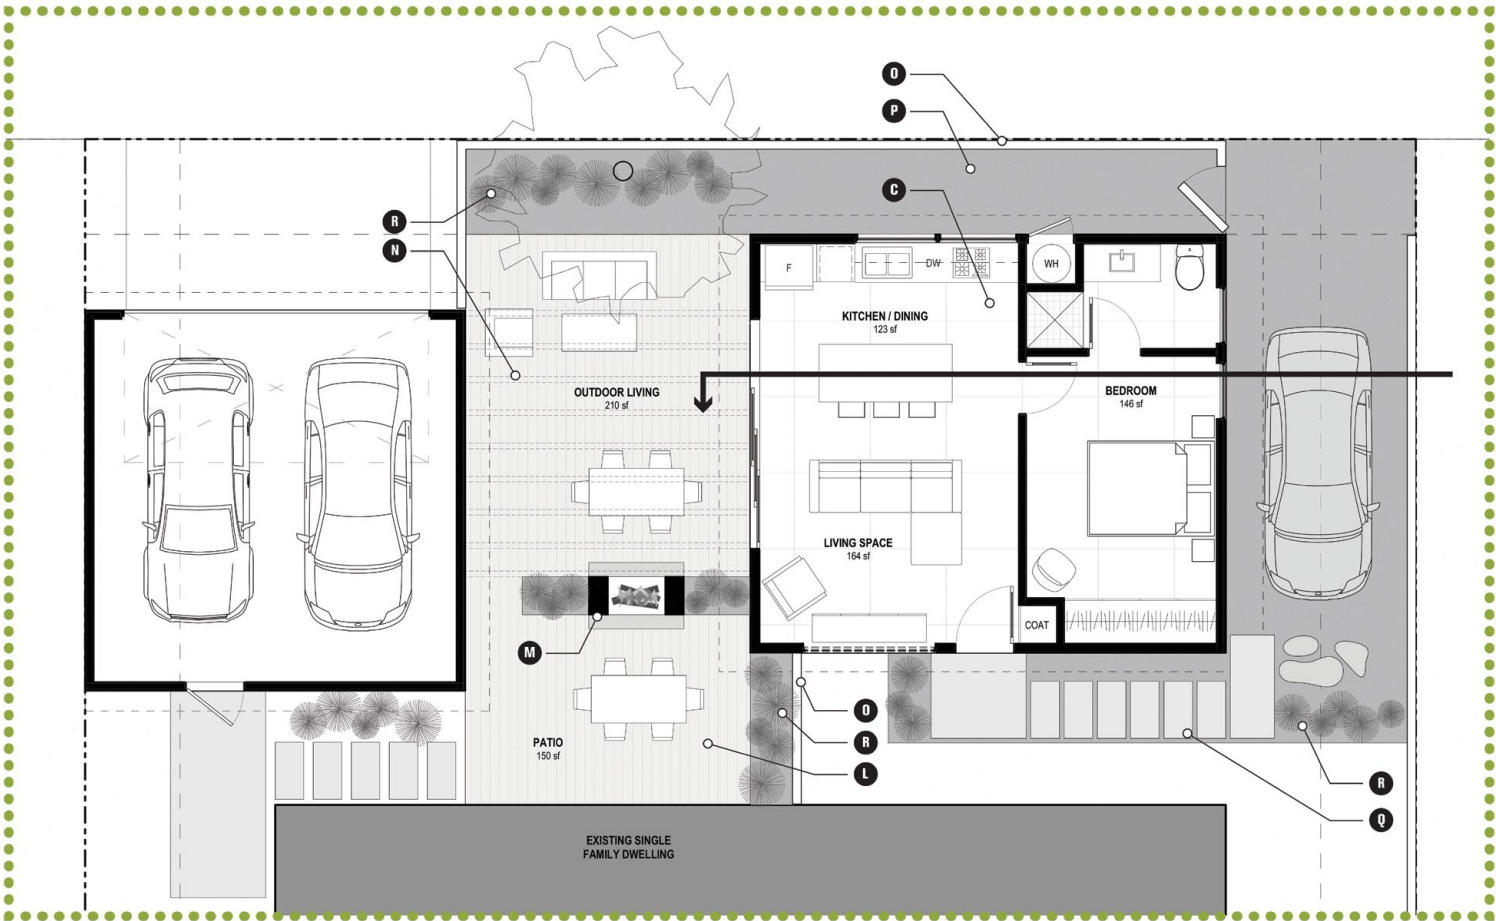 O
P
C
R
N
F
DW
WH
KITCHEN / DINING
123 sf
OUTDOOR LIVING
210 sf
BEDROOM
146 sf
LIVING SPACE
164 sf
COAT
M
O
R
L
PATIO
150 sf
R
Q
EXISTING SINGLE
FAMILY DWELLING